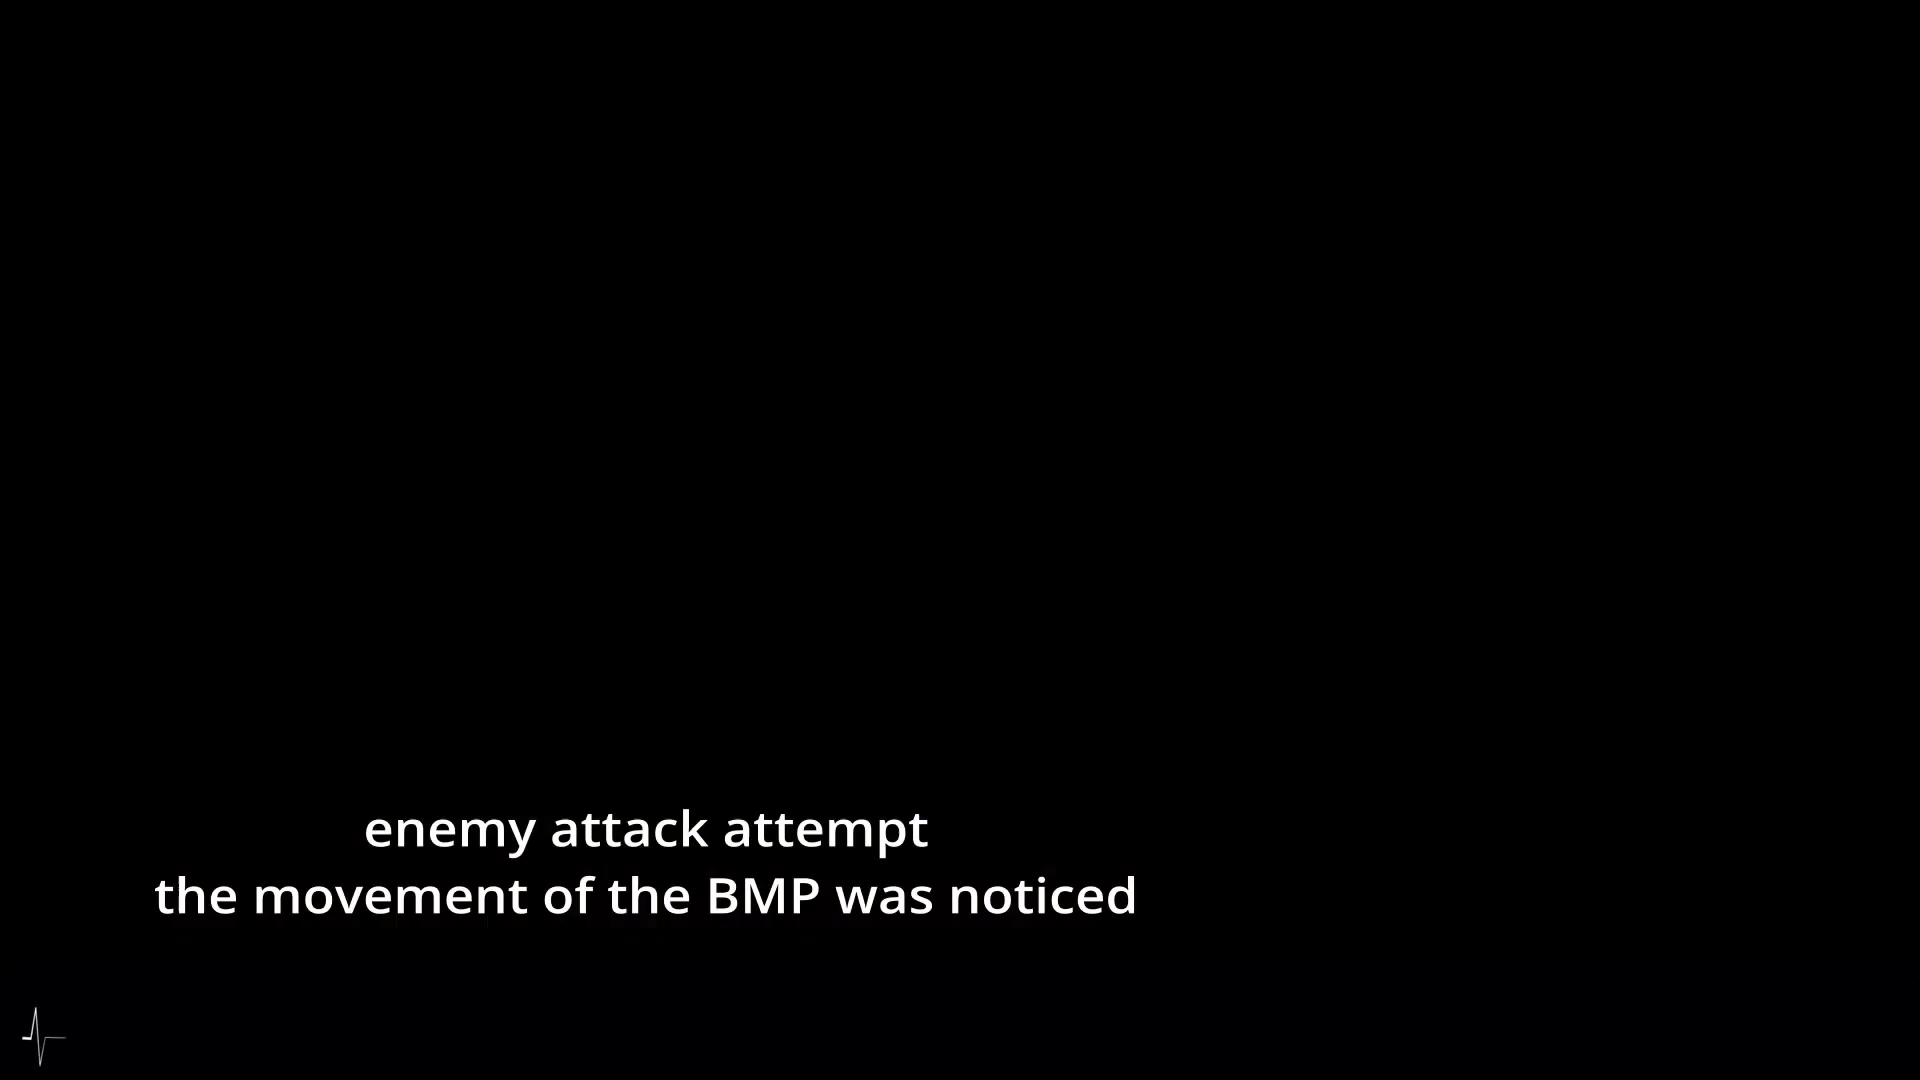 enemy attack attempt
the movement of the BMP was noticed